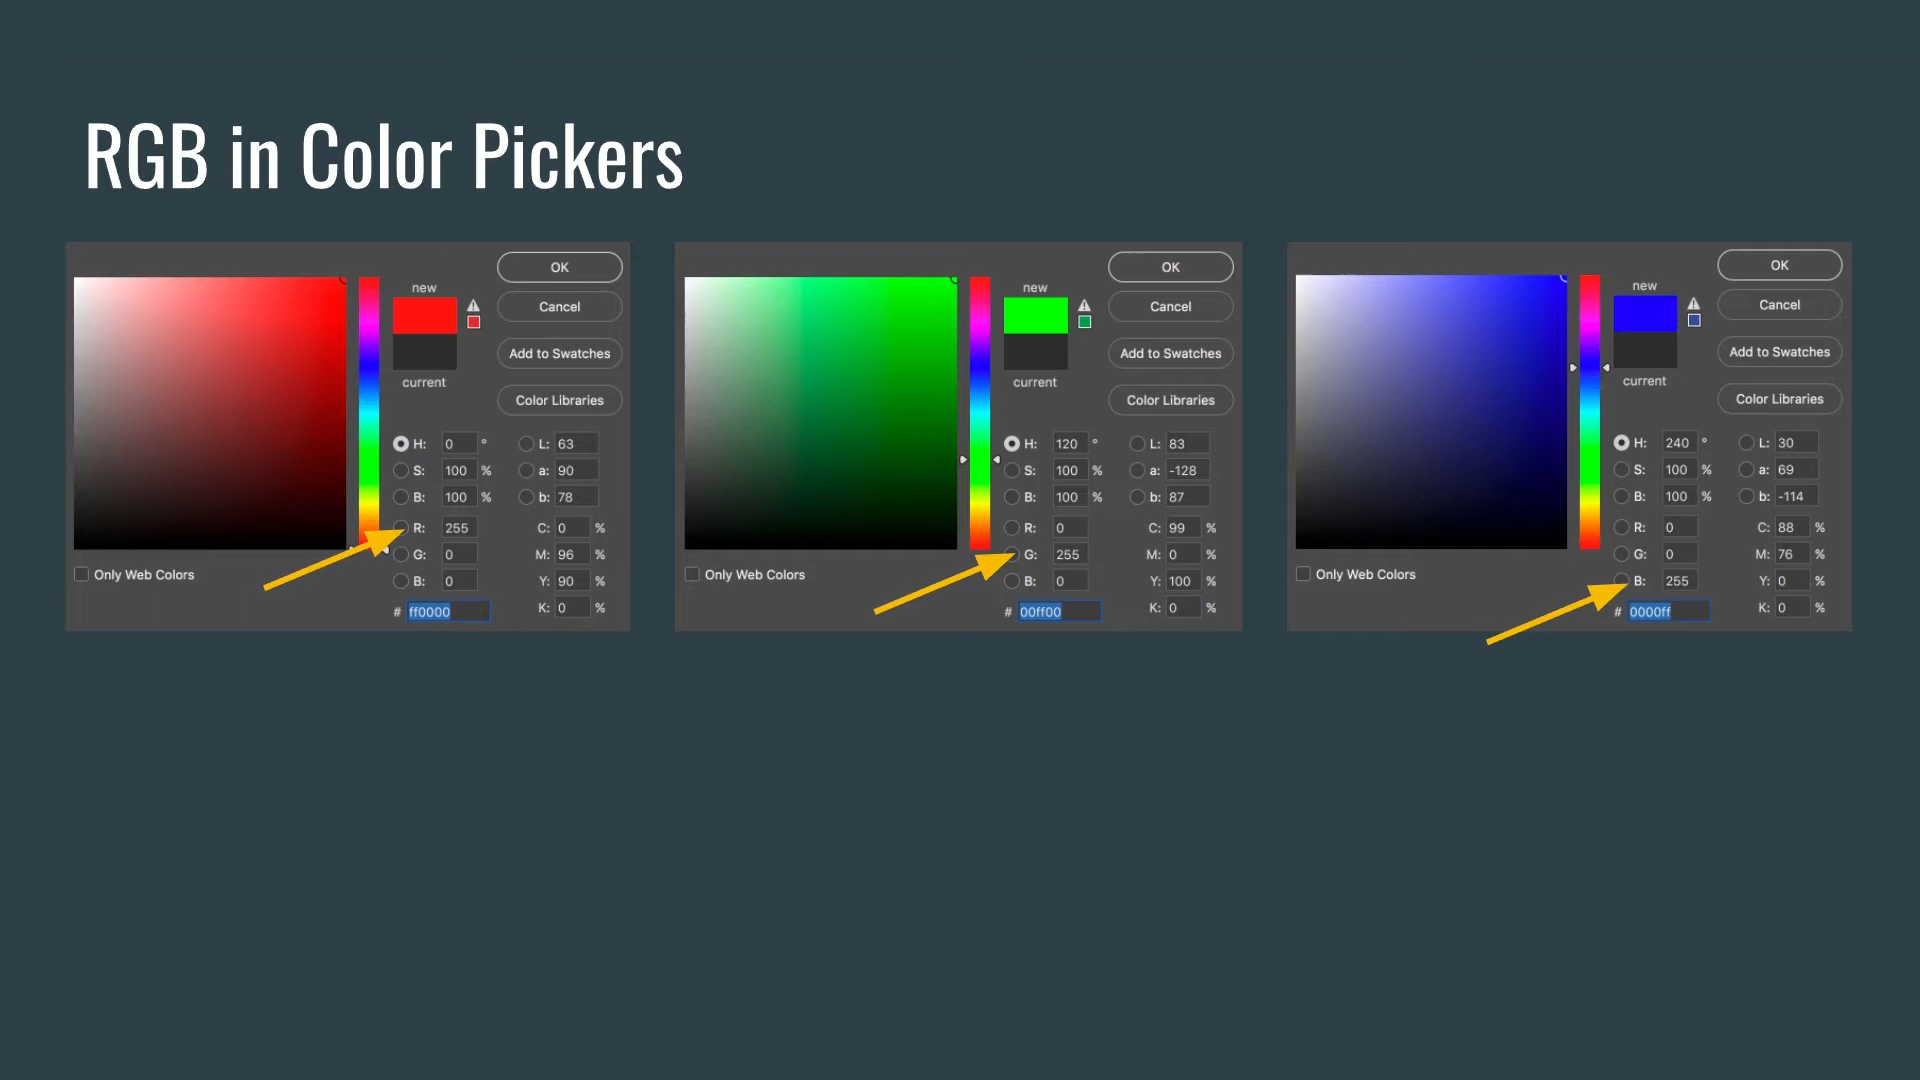 RGB in Color Pickers
new
current
OK
Cancel
Add to Swatches
Color Libraries
H: 0 ° L: 63
S: 100 % a: 90
B: 100 % b: 78
R: 255 C: 0 %
G: 0 M: 96 %
B: 0 Y: 90 %
# ff0000 K: 0 %
Only Web Colors
new
current
OK
Cancel
Add to Swatches
Color Libraries
H: 120 ° L: 83
S: 100 % a: -128
B: 100 % b: 87
R: 0 C: 99 %
G: 255 M: 0 %
B: 0 Y: 100 %
# 00ff00 K: 0 %
Only Web Colors
new
current
OK
Cancel
Add to Swatches
Color Libraries
H: 240 ° L: 30
S: 100 % a: 69
B: 100 % b: -114
R: 0 C: 88 %
G: 0 M: 76 %
B: 255 Y: 0 %
# 0000ff K: 0 %
Only Web Colors